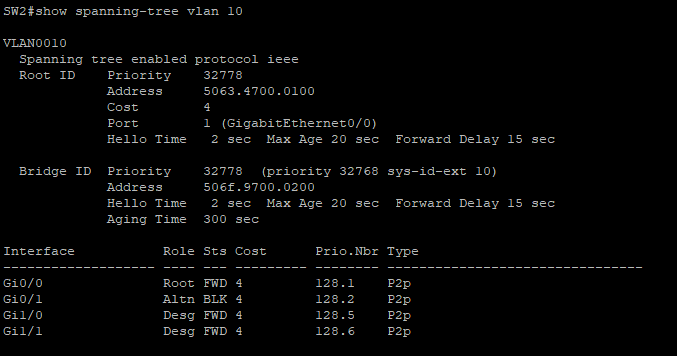 SW2#show spanning-tree vlan 10

VLAN0010
  Spanning tree enabled protocol ieee
  Root ID    Priority    32778
             Address     5063.4700.0100
             Cost        4
             Port        1 (GigabitEthernet0/0)
             Hello Time   2 sec  Max Age 20 sec  Forward Delay 15 sec

  Bridge ID  Priority    32778  (priority 32768 sys-id-ext 10)
             Address     506f.9700.0200
             Hello Time   2 sec  Max Age 20 sec  Forward Delay 15 sec
             Aging Time  300 sec

Interface           Role Sts Cost      Prio.Nbr Type
------------------- ---- --- --------- -------- --------------------------------
Gi0/0               Root FWD 4         128.1    P2p
Gi0/1               Altn BLK 4         128.2    P2p
Gi1/0               Desg FWD 4         128.5    P2p
Gi1/1               Desg FWD 4         128.6    P2p